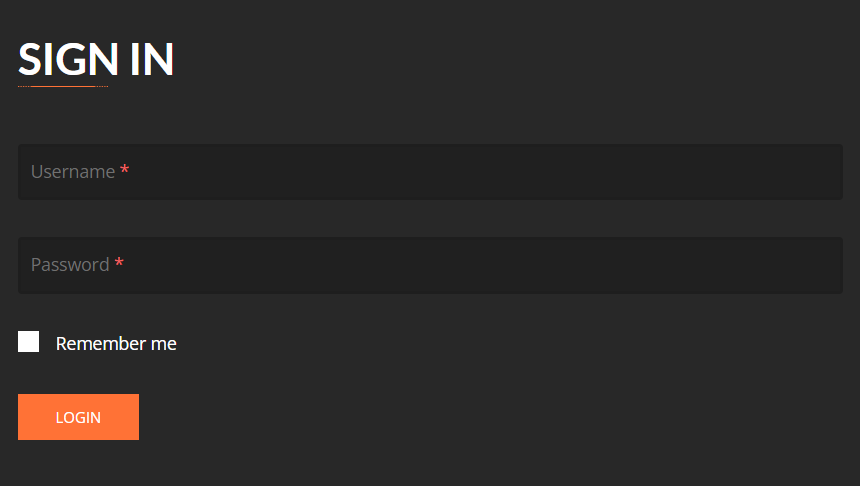 SIGN IN
Username *
Password *
Remember me
LOGIN